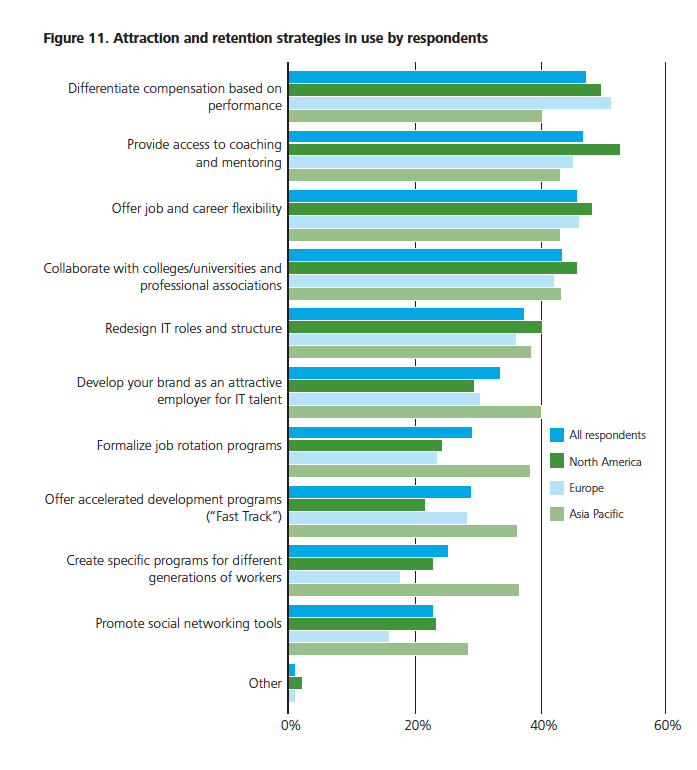 Figure 11. Attraction and retention strategies in use by respondents
Differentiate compensation based on
performance
Provide access to coaching
and mentoring
Offer job and career flexibility
Collaborate with colleges/universities and
professional associations
Redesign IT roles and structure
Develop your brand as an attractive
employer for IT talent
Formalize job rotation programs
Offer accelerated development programs
(“Fast Track”)
Create specific programs for different
generations of workers
Promote social networking tools
Other
All respondents
North America
Europe
Asia Pacific
0%
20%
40%
60%